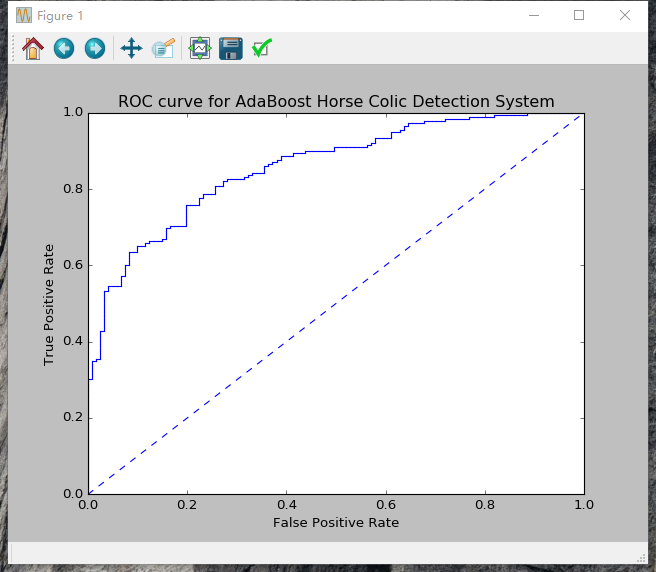 Figure 1
ROC curve for AdaBoost Horse Colic Detection System
1.0
0.8
0.6
0.4
0.2
0.0
True Positive Rate
0.0 0.2 0.4 0.6 0.8 1.0
False Positive Rate